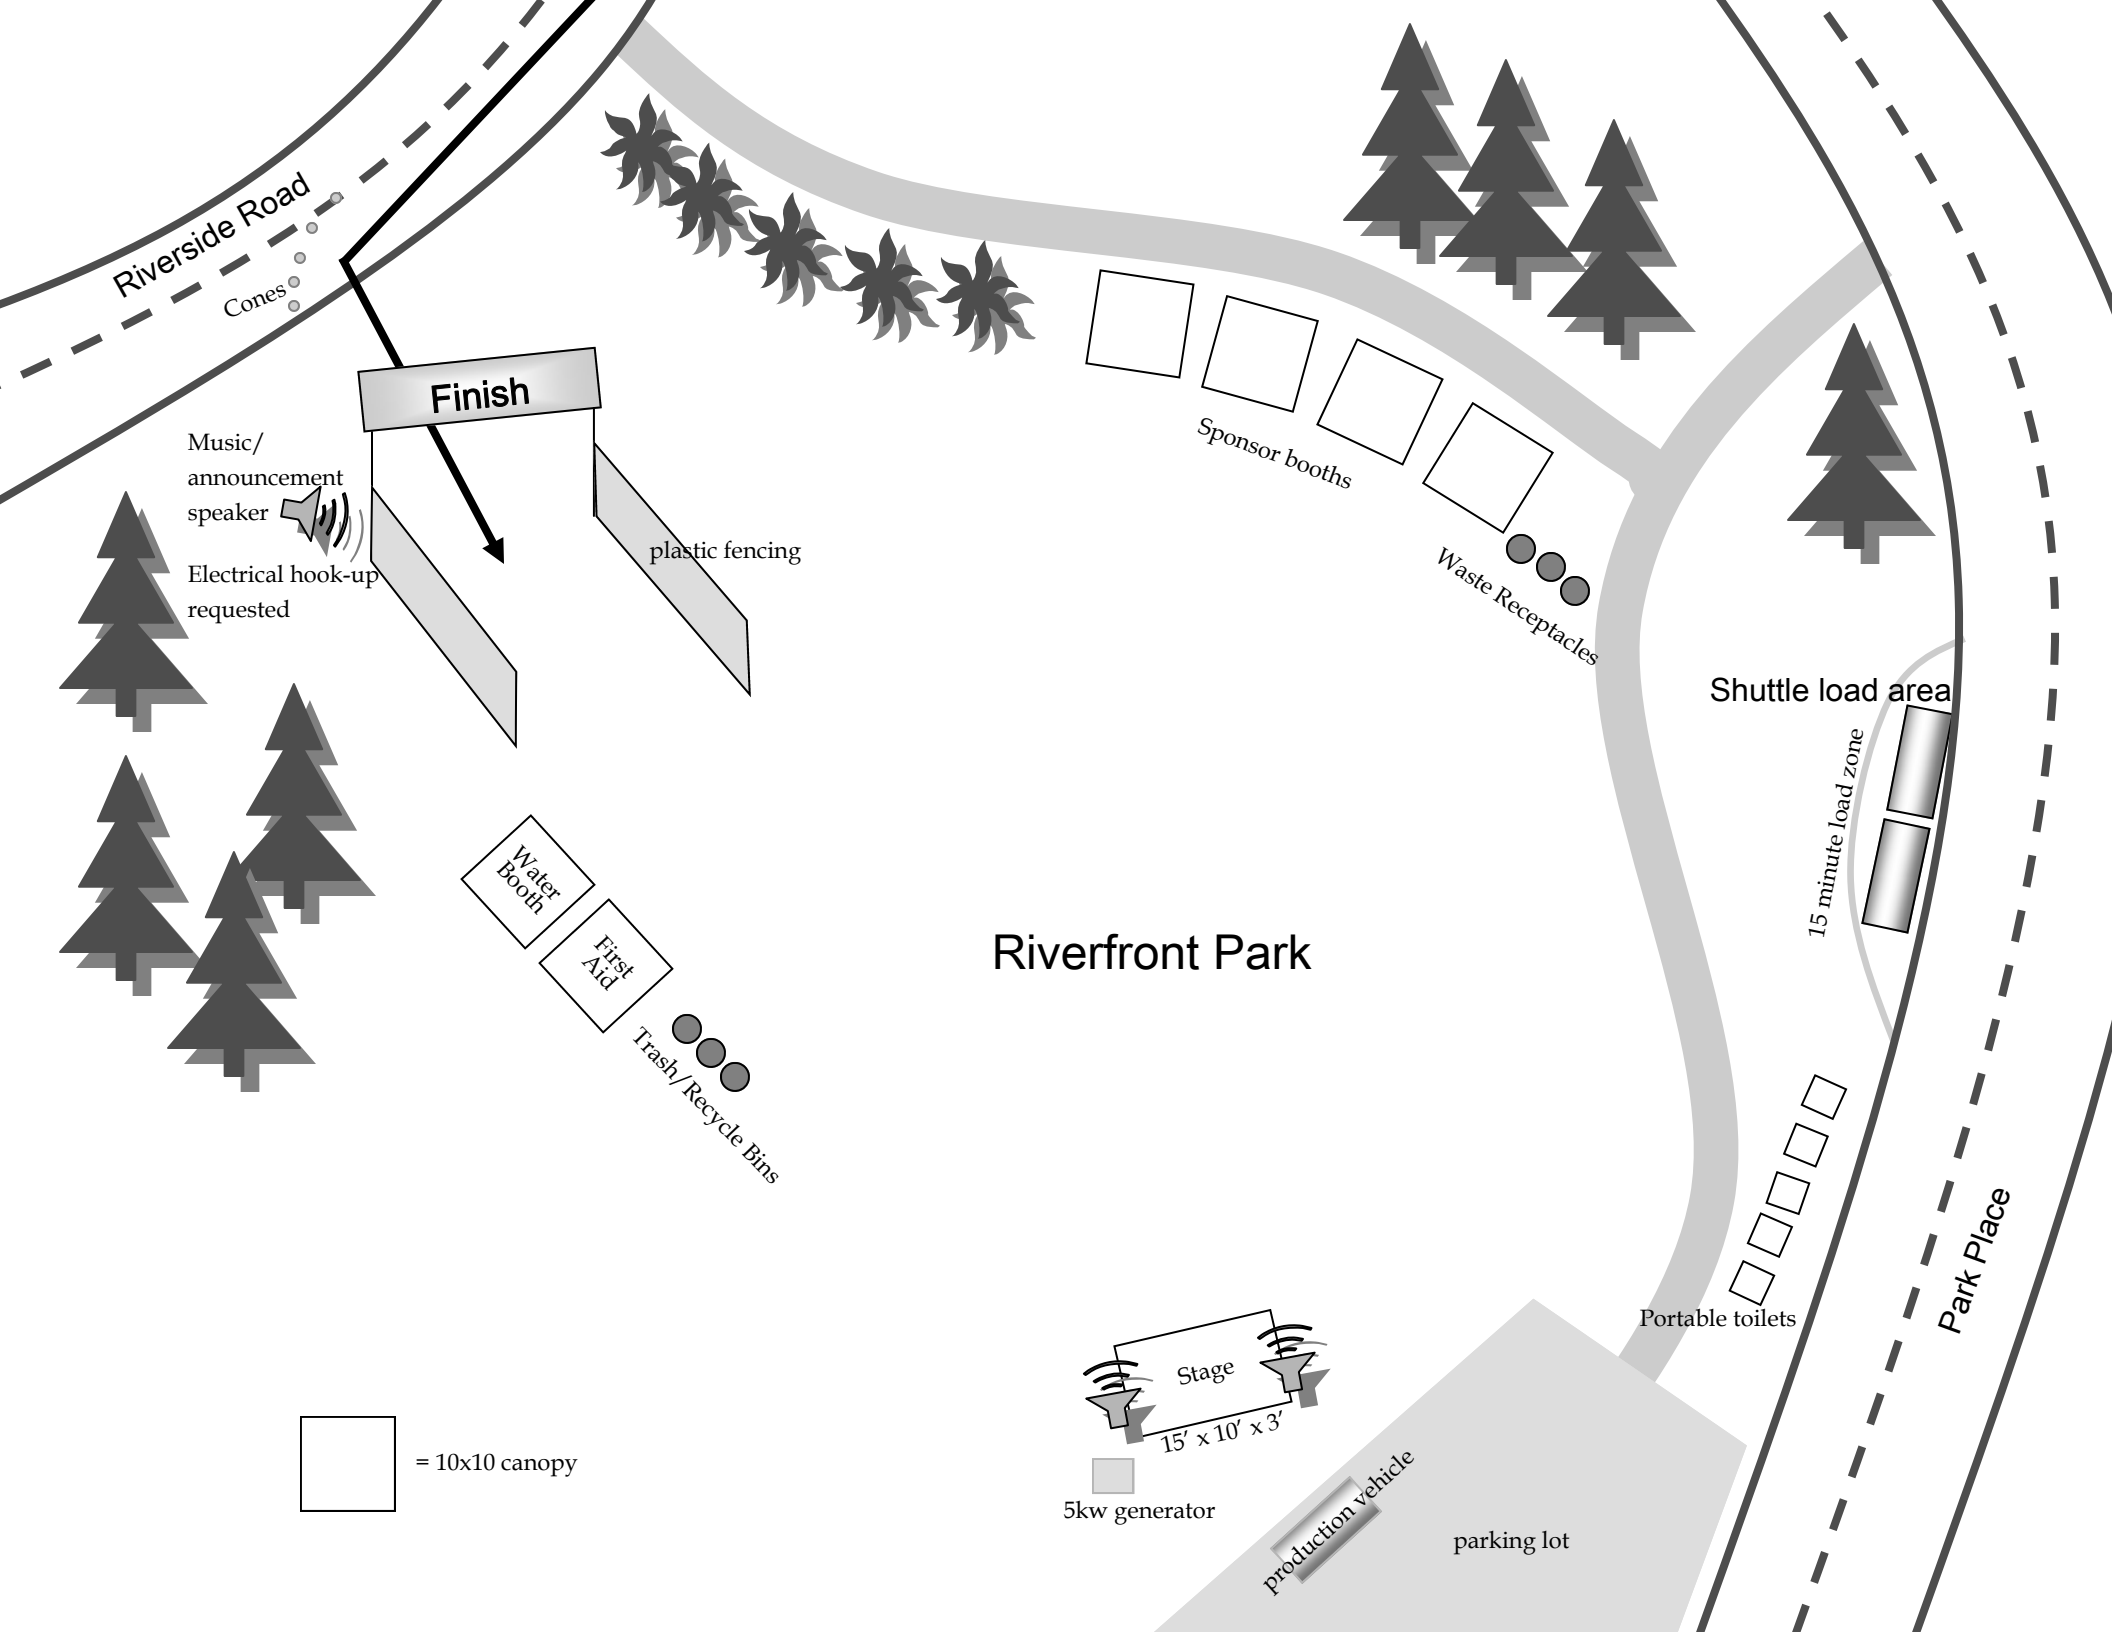 Riverside Road
Cones
Finish
Music/
announcement
speaker
Electrical hook-up
requested
plastic fencing
Sponsor booths
Waste Receptacles
Shuttle load area
15 minute load zone
Water
Booth
First
Aid
Trash/Recycle Bins
Riverfront Park
Park Place
Portable toilets
Stage
15’ x 10’ x 3’
5kw generator
production vehicle
parking lot
= 10x10 canopy